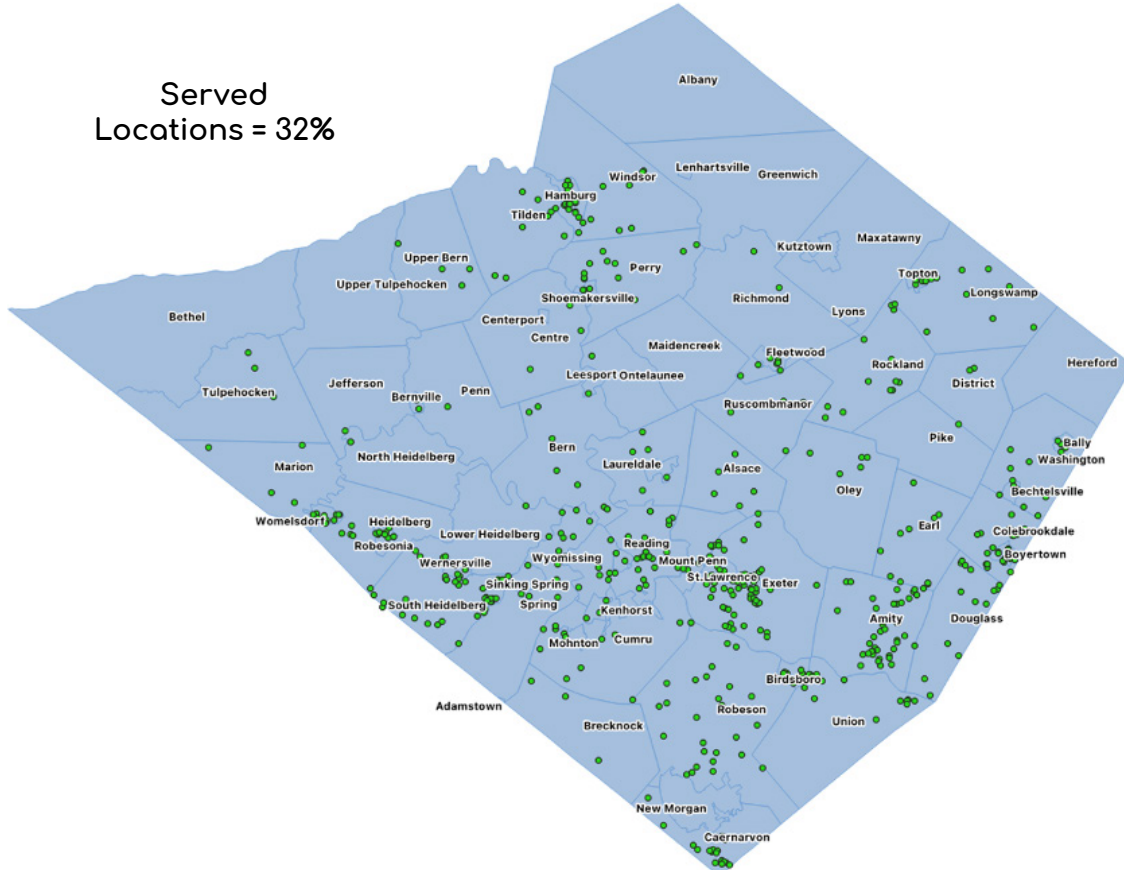 Served
Locations = 32%
Albany
Lenhartsville
Windsor
Greenwich
Hamburg
Tilden
Maxatawny
Kutztown
Upper Bern
Perry
Topton
Upper Tulpehocken
Longswamp
Shoemakersville
Richmond
Lyons
Bethel
Centerport
Centre
Maidencreek
Fleetwood
Rockland
Hereford
Leesport
Ontelaunee
Jefferson
District
Tulpehocken
Penn
Bernville
Ruscombmanor
Pike
Bally
Bern
Washington
North Heidelberg
Marion
Laureldale
Alsace
Oley
Bechtelsville
Womelsdorf
Heidelberg
Earl
Lower Heidelberg
Colebrookdale
Robesonia
Reading
Wyomissing
Mount Penn
Boyertown
Wernersville
St.Lawrence
Exeter
Sinking Spring
South Heidelberg
Spring
Kenhorst
Amity
Douglass
Mohnton
Cumru
Birdsboro
Adamstown
Robeson
Union
Brecknock
New Morgan
Caernarvon